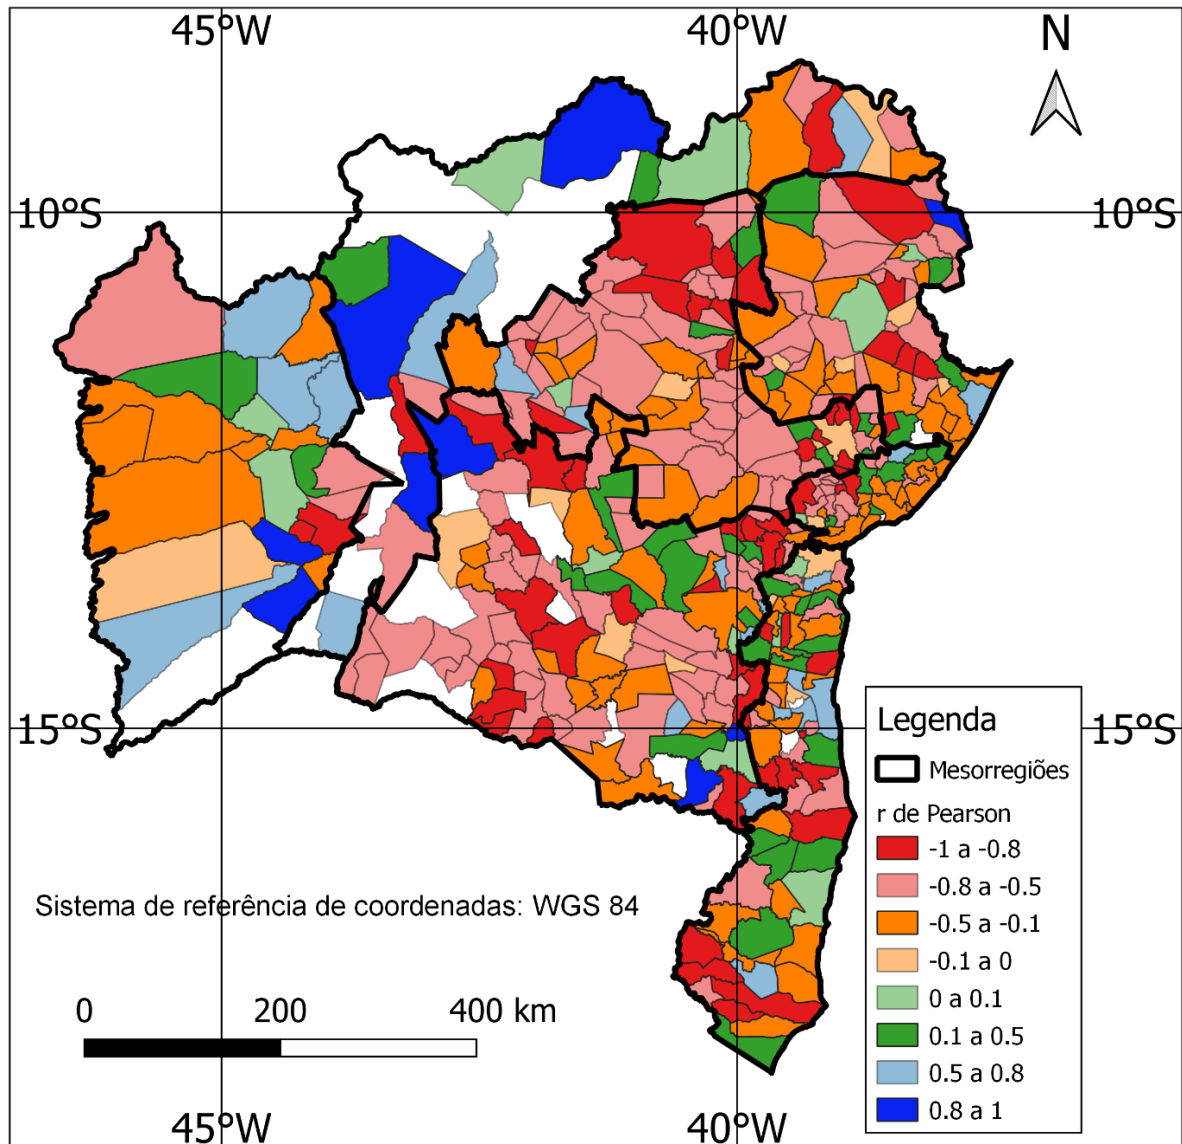 45°W
40°W
N
10°S
10°S
15°S
15°S
Legenda
Mesorregiões
r de Pearson
-1 a -0.8
-0.8 a -0.5
-0.5 a -0.1
-0.1 a 0
0 a 0.1
0.1 a 0.5
0.5 a 0.8
0.8 a 1
Sistema de referência de coordenadas: WGS 84
0 200 400 km
45°W
40°W